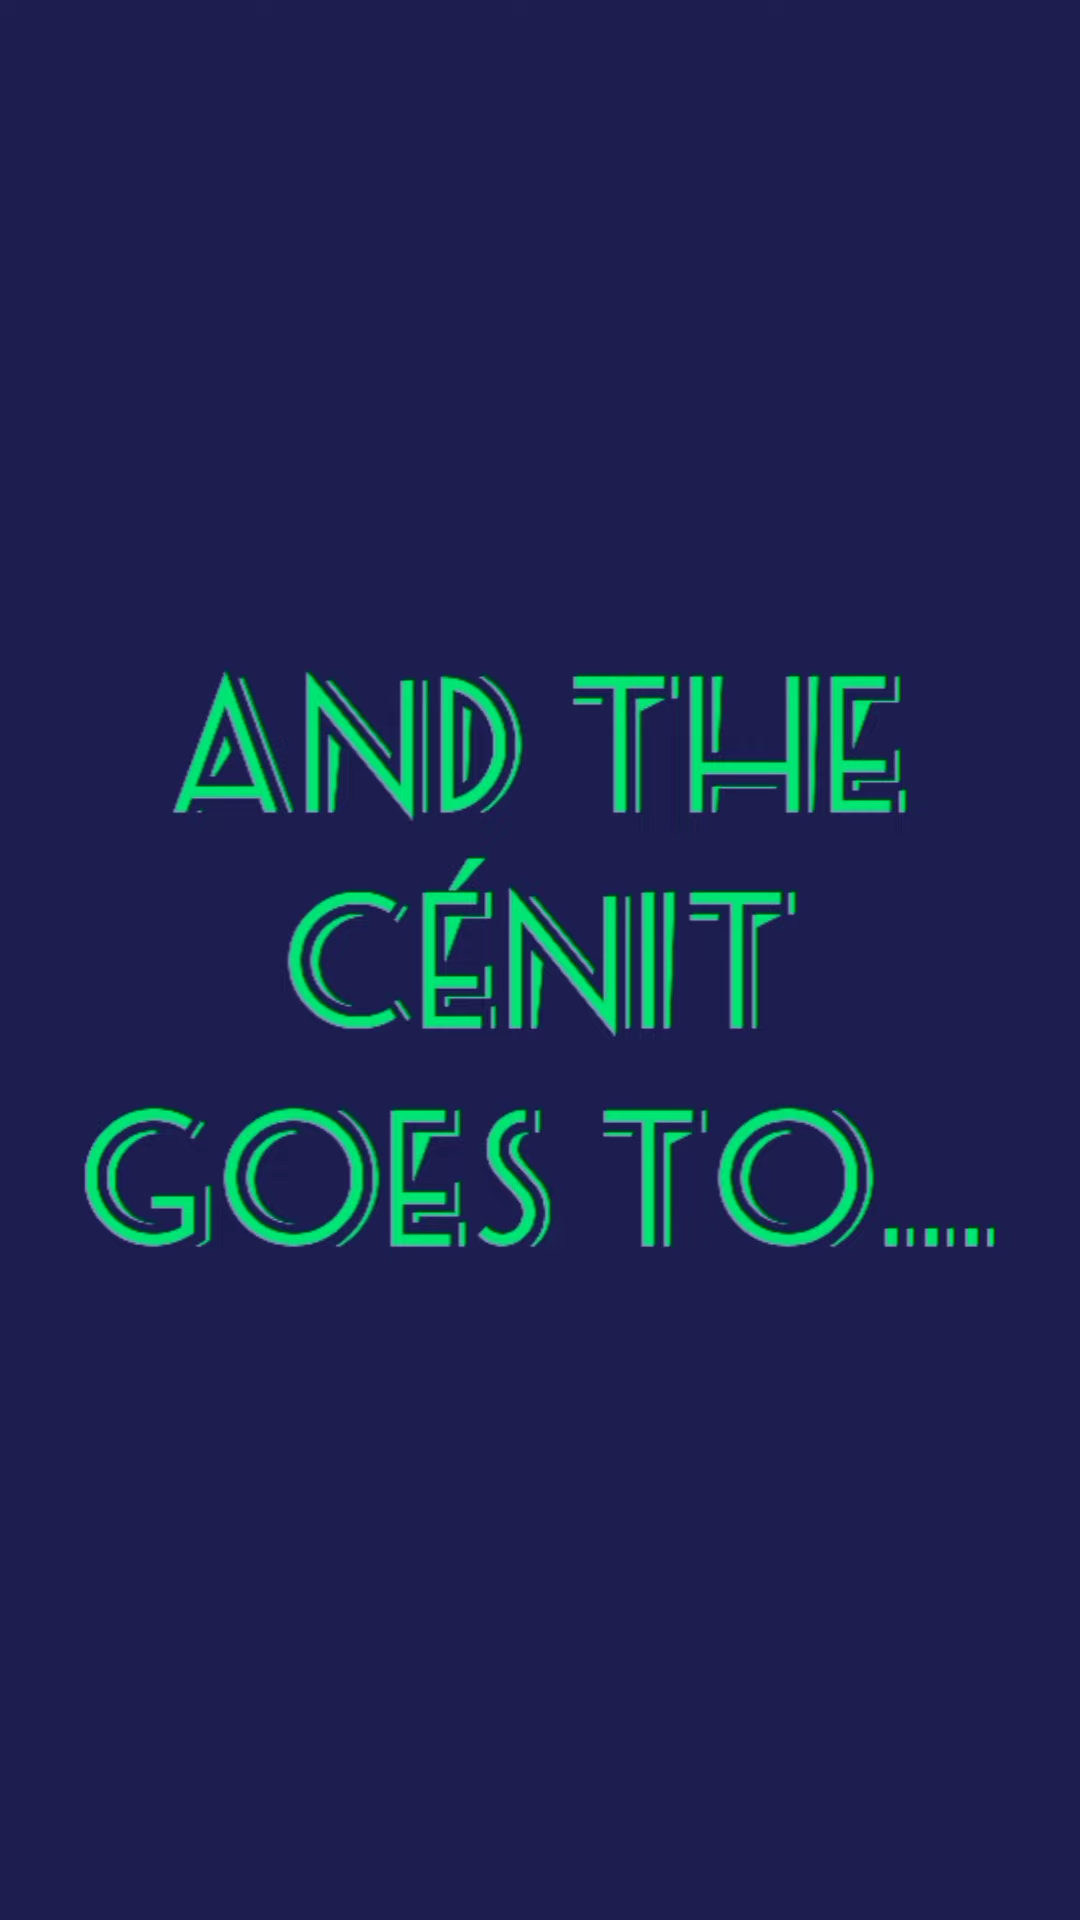 AND THE
CÉNIT
GOES TO......